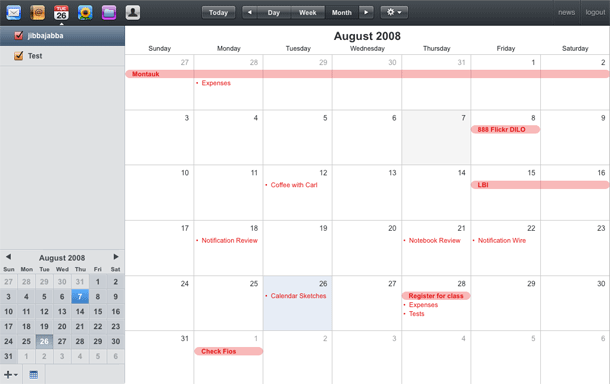 TUE
26
Today
Day
Week
Month
news
logout
jibbajabba
Test
August 2008
Sunday Monday Tuesday Wednesday Thursday Friday Saturday
27 28 29 30 31 1 2
Montauk
• Expenses
3 4 5 6 7 8 9
888 Flickr DILO
10 11 12 13 14 15 16
• Coffee with Carl
LBI
17 18 19 20 21 22 23
• Notification Review • Notebook Review • Notification Wire
24 25 26 27 28 29 30
• Calendar Sketches
Register for class
• Expenses
• Tests
31 1 2 3 4 5 6
Check Fios
August 2008
Sun Mon Tue Wed Thu Fri Sat
27 28 29 30 31 1 2
3 4 5 6 7 8 9
10 11 12 13 14 15 16
17 18 19 20 21 22 23
24 25 26 27 28 29 30
31 1 2 3 4 5 6